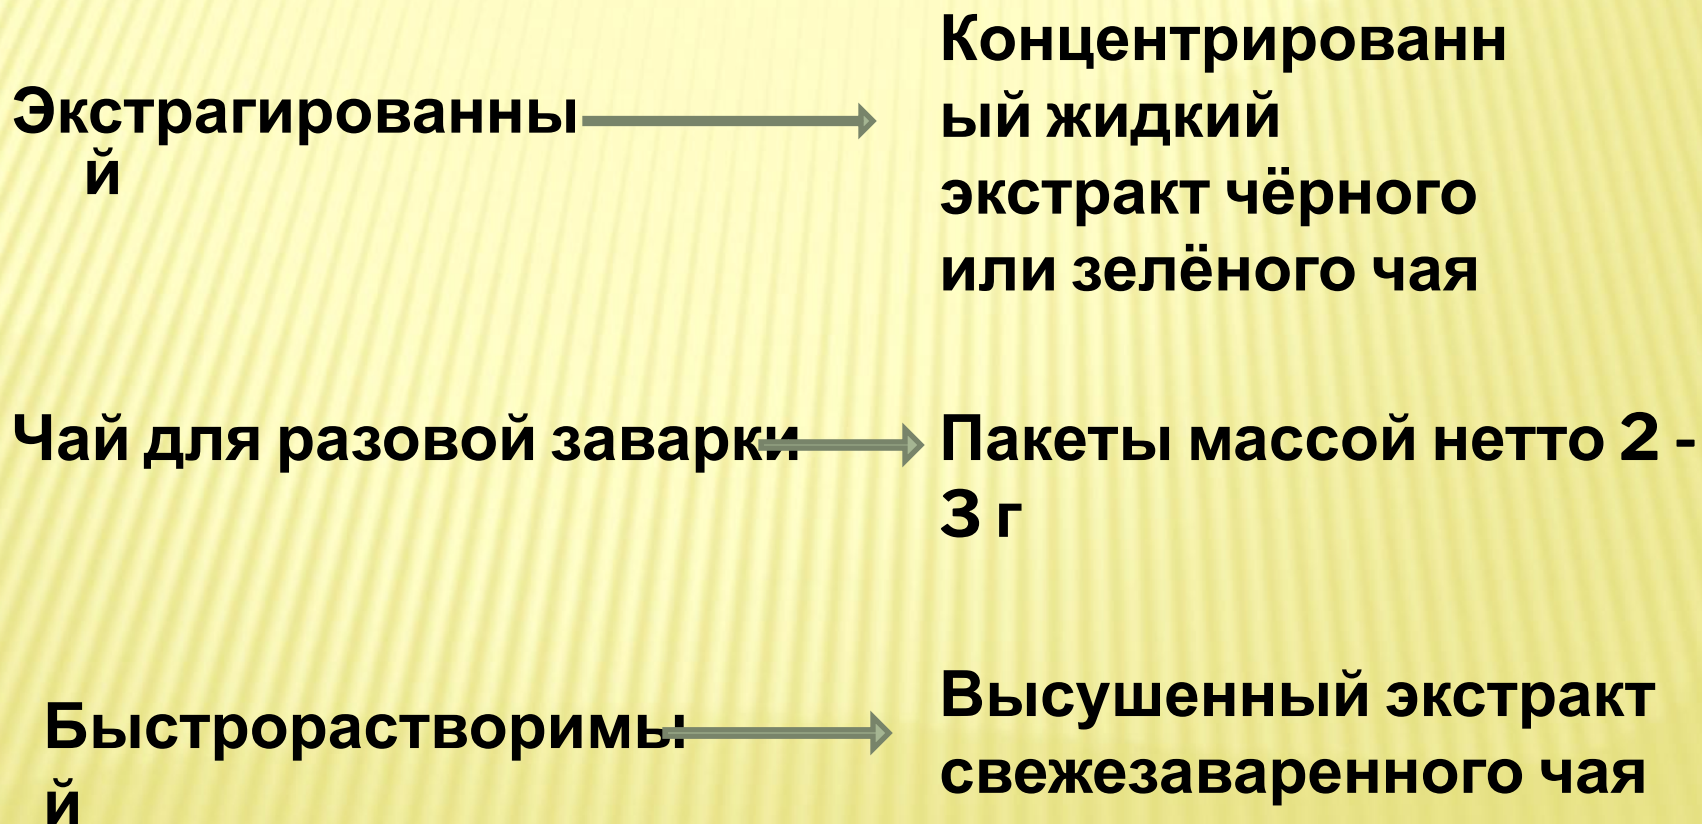 Экстрагированны
й
Концентрированн
ый жидкий
экстракт чёрного
или зелёного чая
Чай для разовой заварки
Пакеты массой нетто 2 -
3 г
Быстрорастворимы
й
Высушенный экстракт
свежезаваренного чая